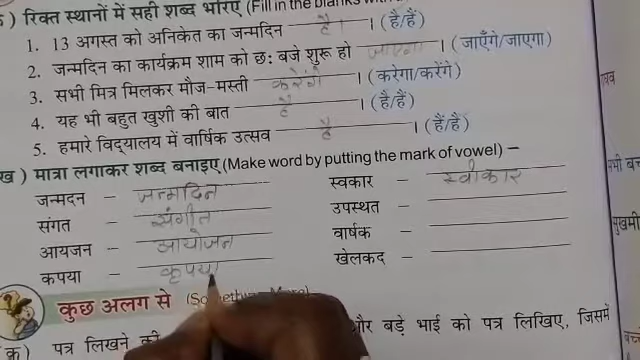 ) रिक्त स्थानों में सही शब्द भरिए (Fill in the blanks with
1. 13 अगस्त को अनिकेत का जन्मदिन है । (है/हैं)
2. जन्मदिन का कार्यक्रम शाम को छः बजे शुरू हो जाएगा । (जाएँगे/जाएगा)
3. सभी मित्र मिलकर मौज-मस्ती करेंगे । (करेगा/करेंगे)
4. यह भी बहुत खुशी की बात है । (है/हैं)
5. हमारे विद्यालय में वार्षिक उत्सव है । (हैं/है)
ख ) मात्रा लगाकर शब्द बनाइए (Make word by putting the mark of vowel) –
जन्मदन – जन्मदिन
संगत – संगीत
आयजन – आयोजन
कपया – कृपया
स्वकार – स्वीकार
उपस्थत –
वार्षक –
खेलकद –
कुछ अलग से (Something More)
क) पत्र लिखने की और बड़े भाई को पत्र लिखिए, जिसमें